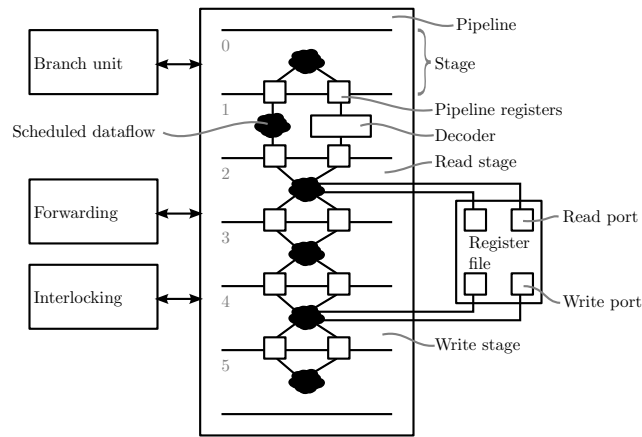 Pipeline
0
Branch unit
Stage
1
Pipeline registers
Scheduled dataflow
Decoder
Read stage
2
Forwarding
Read port
3
Register
file
Interlocking
4
Write port
Write stage
5